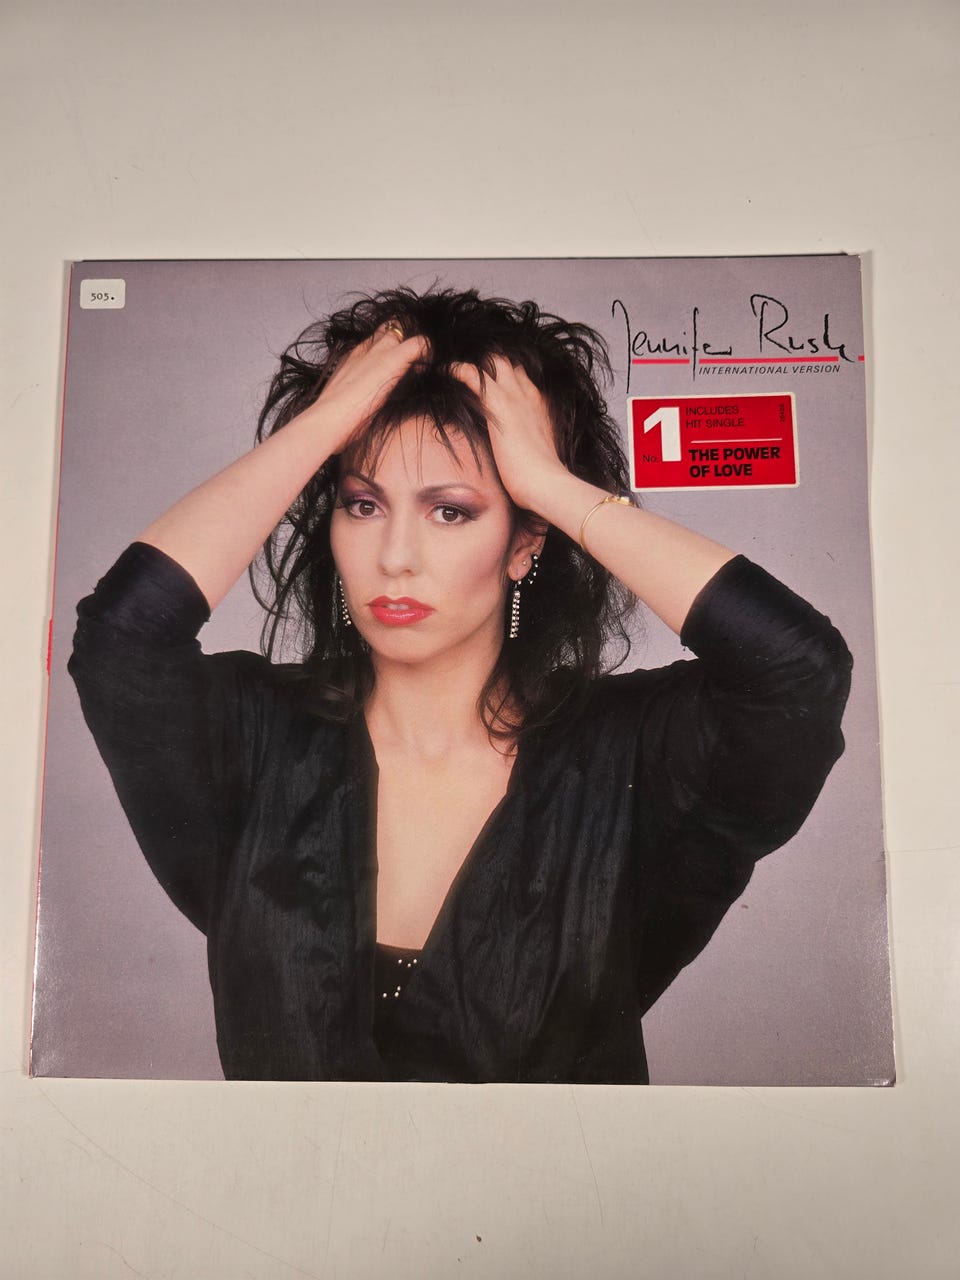 505.
Jennifer Rush
INTERNATIONAL VERSION
No. 1
INCLUDES
HIT SINGLE
THE POWER
OF LOVE